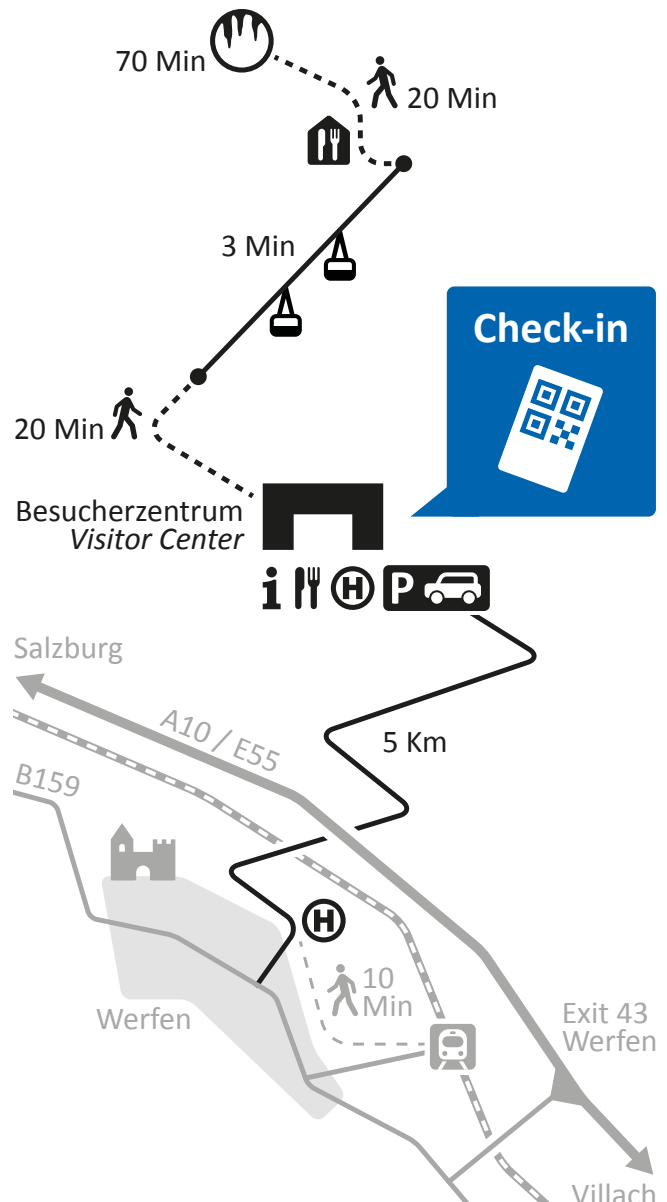 70 Min
20 Min
3 Min
Check-in
20 Min
Besucherzentrum
Visitor Center
i H P
Salzburg
A10 / E55
5 Km
B159
H
10
Min
Werfen
Exit 43
Werfen
Villach